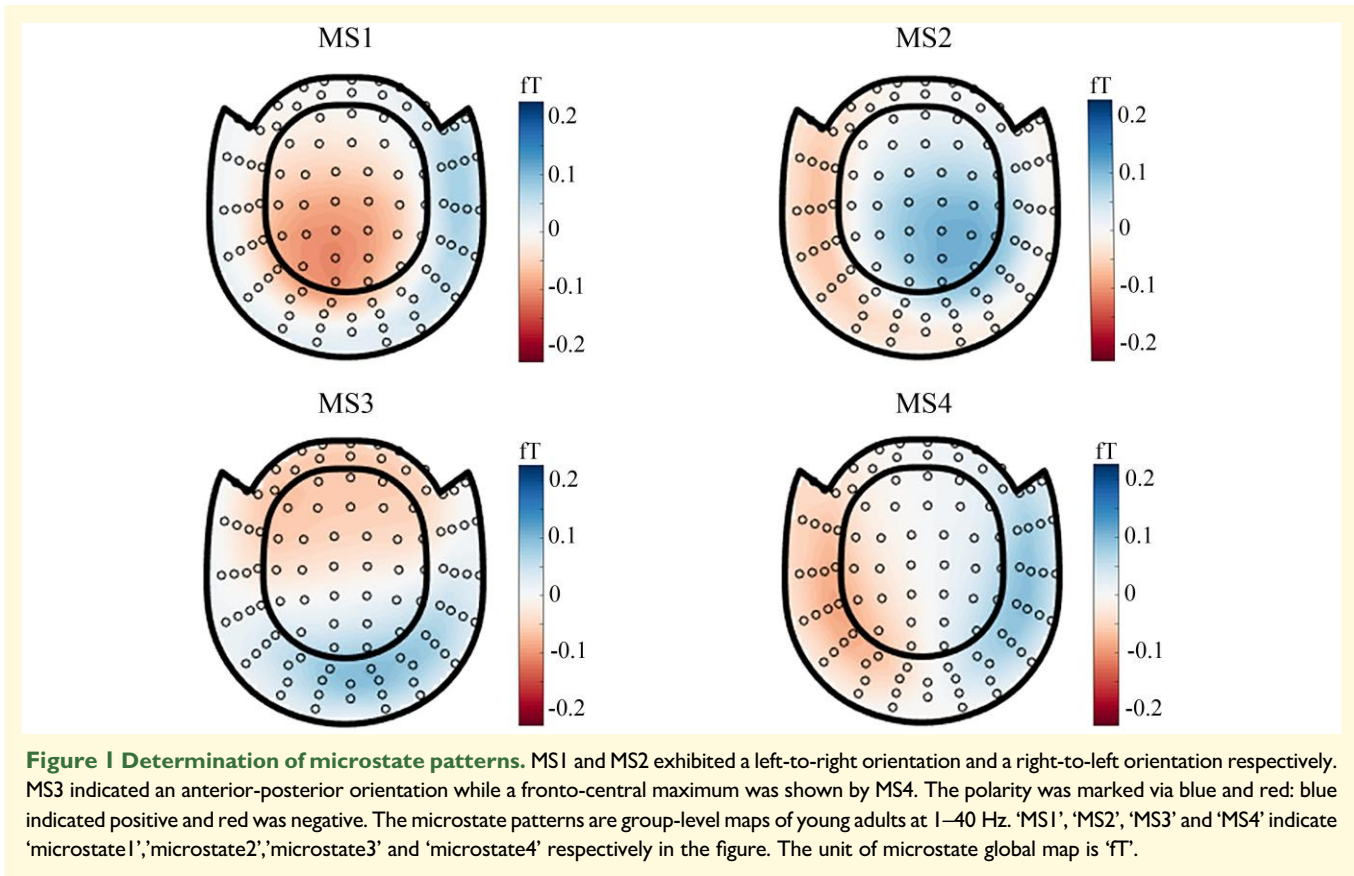 MS1
fT
0.2
0.1
0
-0.1
-0.2
MS2
fT
0.2
0.1
0
-0.1
-0.2
MS3
fT
0.2
0.1
0
-0.1
-0.2
MS4
fT
0.2
0.1
0
-0.1
-0.2
Figure 1 Determination of microstate patterns. MS1 and MS2 exhibited a left-to-right orientation and a right-to-left orientation respectively.
MS3 indicated an anterior-posterior orientation while a fronto-central maximum was shown by MS4. The polarity was marked via blue and red: blue
indicated positive and red was negative. The microstate patterns are group-level maps of young adults at 1–40 Hz. ‘MS1’, ‘MS2’, ‘MS3’ and ‘MS4’ indicate
‘microstate1’,’microstate2’,’microstate3’ and ‘microstate4’ respectively in the figure. The unit of microstate global map is ‘fT’.